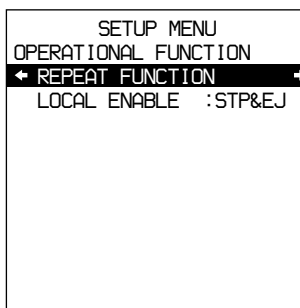 SETUP MENU
OPERATIONAL FUNCTION
REPEAT FUNCTION
LOCAL ENABLE :STP&EJ